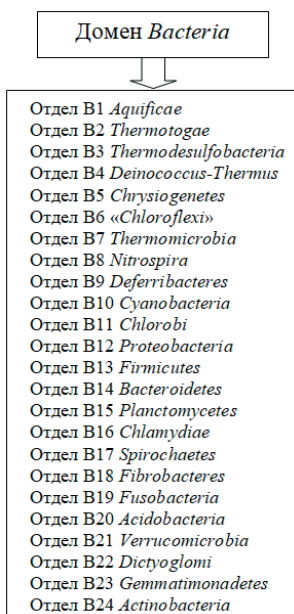 Домен Bacteria
Отдел B1 Aquificae
Отдел B2 Thermotogae
Отдел B3 Thermodesulfobacteria
Отдел B4 Deinococcus-Thermus
Отдел B5 Chrysiogenetes
Отдел B6 «Chloroflexi»
Отдел B7 Thermomicrobia
Отдел B8 Nitrospira
Отдел B9 Deferribacteres
Отдел B10 Cyanobacteria
Отдел B11 Chlorobi
Отдел B12 Proteobacteria
Отдел B13 Firmicutes
Отдел B14 Bacteroidetes
Отдел B15 Planctomycetes
Отдел B16 Chlamydiae
Отдел B17 Spirochaetes
Отдел B18 Fibrobacteres
Отдел B19 Fusobacteria
Отдел B20 Acidobacteria
Отдел B21 Verrucomicrobia
Отдел B22 Dictyoglomi
Отдел B23 Gemmatimonadetes
Отдел B24 Actinobacteria